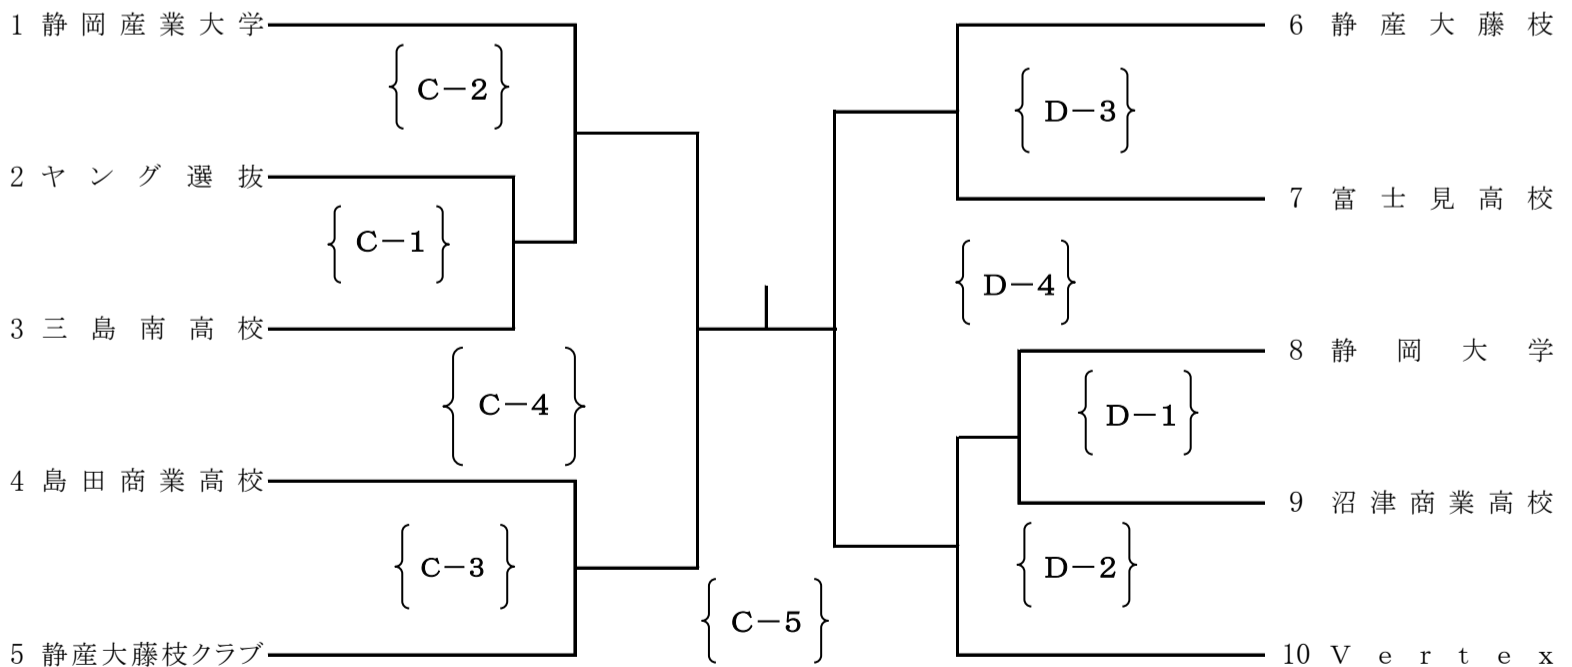 1 静岡産業大学
C－2
2 ヤング選抜
C－1
3 三島南高校
C－4
4 島田商業高校
C－3
5 静産大藤枝クラブ
C－5
6 静産大藤枝
D－3
7 富士見高校
D－4
8 静岡大学
D－1
9 沼津商業高校
D－2
10 Vertex